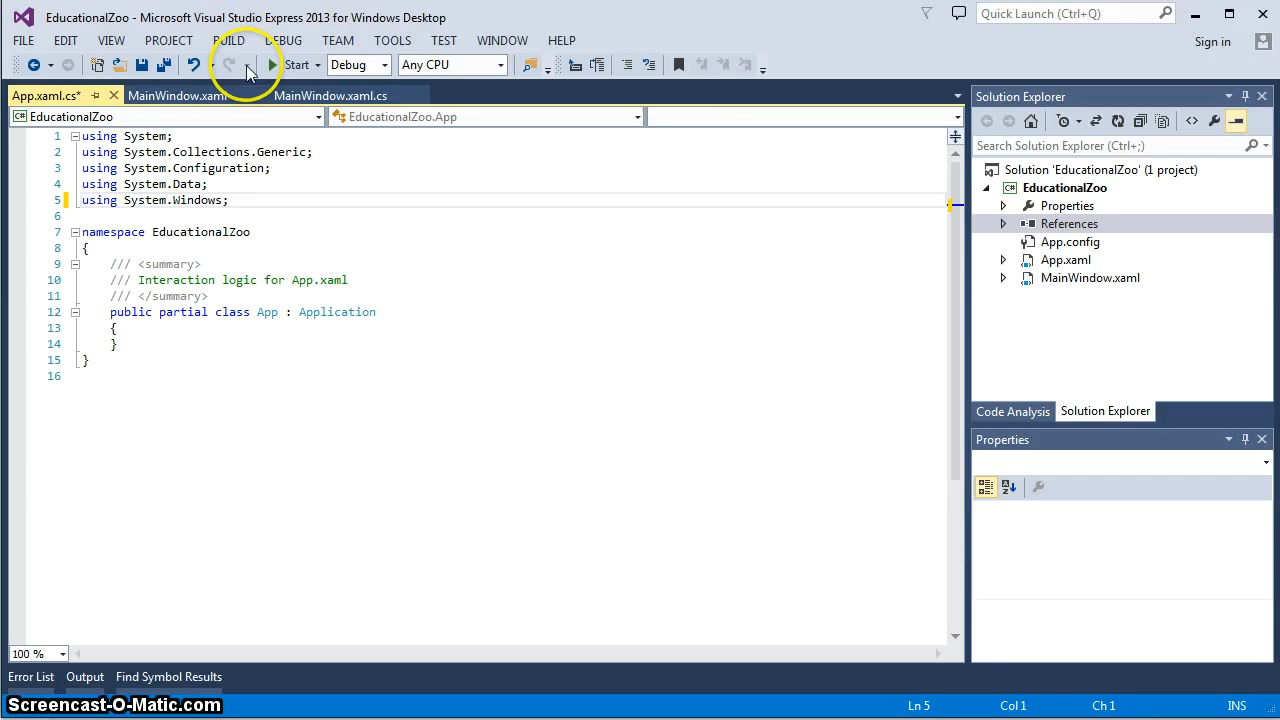 EducationalZoo - Microsoft Visual Studio Express 2013 for Windows Desktop
Quick Launch (Ctrl+Q)
FILE EDIT VIEW PROJECT BUILD DEBUG TEAM TOOLS TEST WINDOW HELP
Sign in
Start Debug Any CPU
App.xaml.cs* MainWindow.xaml MainWindow.xaml.cs
EducationalZoo EducationalZoo.App
1 using System;
2 using System.Collections.Generic;
3 using System.Configuration;
4 using System.Data;
5 using System.Windows;
6
7 namespace EducationalZoo
8 {
9 /// <summary>
10 /// Interaction logic for App.xaml
11 /// </summary>
12 public partial class App : Application
13 {
14 }
15 }
16
100 %
Solution Explorer
Search Solution Explorer (Ctrl+;)
Solution 'EducationalZoo' (1 project)
EducationalZoo
Properties
References
App.config
App.xaml
MainWindow.xaml
Code Analysis Solution Explorer
Properties
Error List Output Find Symbol Results
Screencast-O-Matic.com
Ln 5 Col 1 Ch 1 INS